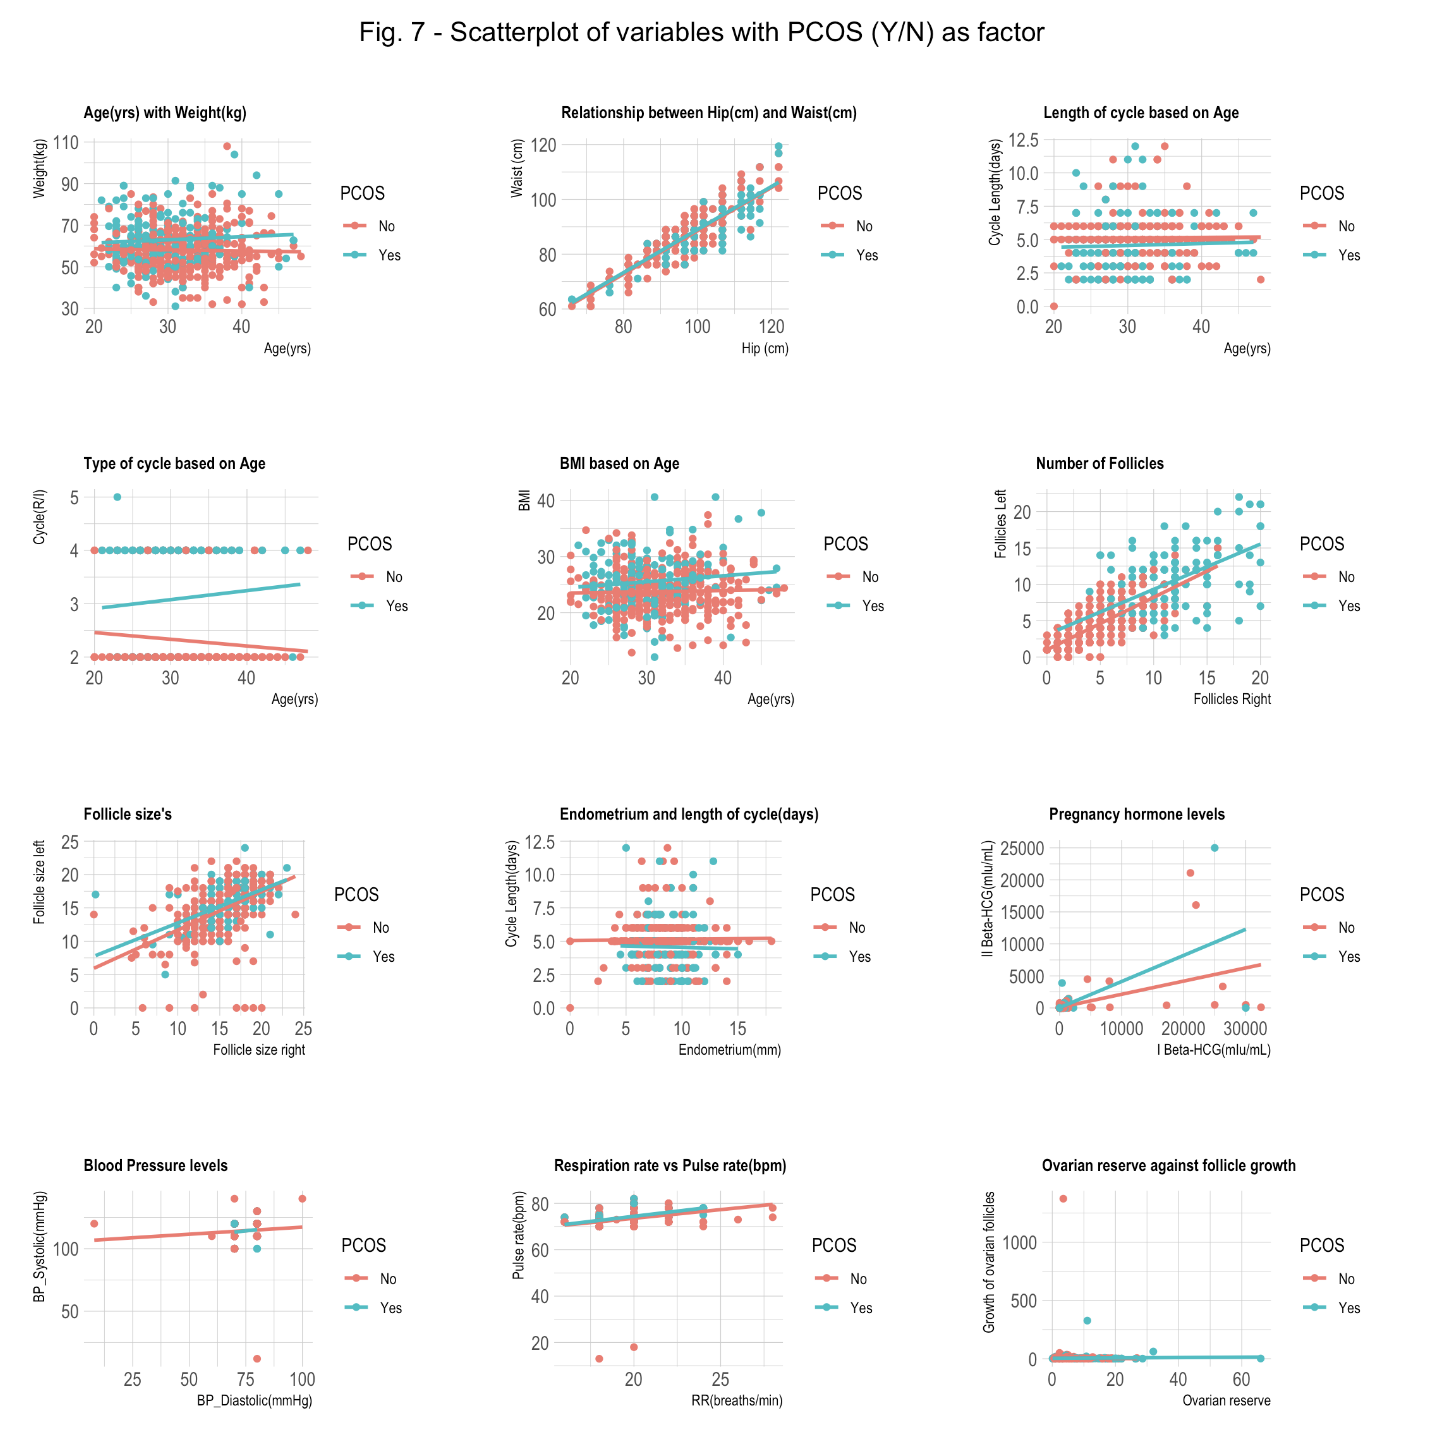 Fig. 7 - Scatterplot of variables with PCOS (Y/N) as factor
Age(yrs) with Weight(kg)
Weight(kg)
110
90
70
50
30
20 30 40
Age(yrs)
PCOS
No
Yes
Relationship between Hip(cm) and Waist(cm)
Waist (cm)
120
100
80
60
80 100 120
Hip (cm)
PCOS
No
Yes
Length of cycle based on Age
Cycle Length(days)
12.5
10.0
7.5
5.0
2.5
0.0
20 30 40
Age(yrs)
PCOS
No
Yes
Type of cycle based on Age
Cycle(R/I)
5
4
3
2
20 30 40
Age(yrs)
PCOS
No
Yes
BMI based on Age
BMI
40
30
20
20 30 40
Age(yrs)
PCOS
No
Yes
Number of Follicles
Follicles Left
20
15
10
5
0
0 5 10 15 20
Follicles Right
PCOS
No
Yes
Follicle size's
Follicle size left
25
20
15
10
5
0
0 5 10 15 20 25
Follicle size right
PCOS
No
Yes
Endometrium and length of cycle(days)
Cycle Length(days)
12.5
10.0
7.5
5.0
2.5
0.0
0 5 10 15
Endometrium(mm)
PCOS
No
Yes
Pregnancy hormone levels
II Beta-HCG(mIu/mL)
25000
20000
15000
10000
5000
0
0 10000 20000 30000
I Beta-HCG(mIu/mL)
PCOS
No
Yes
Blood Pressure levels
BP_Systolic(mmHg)
100
50
25 50 75 100
BP_Diastolic(mmHg)
PCOS
No
Yes
Respiration rate vs Pulse rate(bpm)
Pulse rate(bpm)
80
60
40
20
20 25
RR(breaths/min)
PCOS
No
Yes
Ovarian reserve against follicle growth
Growth of ovarian follicles
1000
500
0
0 20 40 60
Ovarian reserve
PCOS
No
Yes